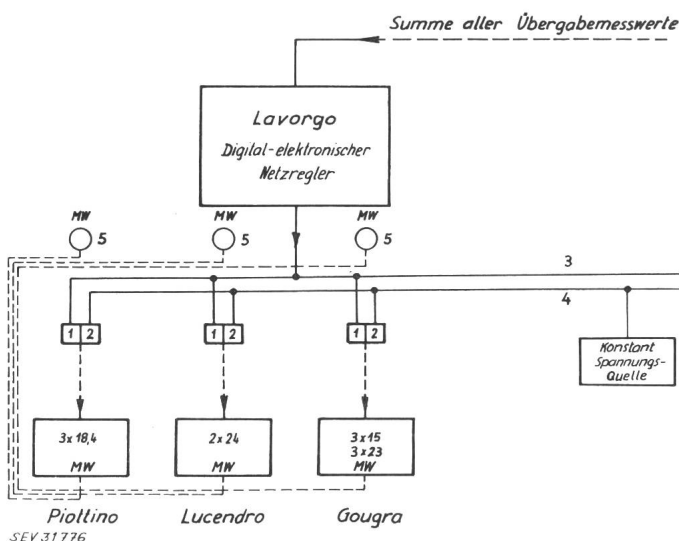 Summe aller Übergabemesswerte
Lavorgo
Digital-elektronischer
Netzregler
MW
5
MW
5
MW
5
3
4
1 2
1 2
1 2
Konstant
Spannungs-
Quelle
3x18,4
MW
2x24
MW
3x15
3x23
MW
Piottino
Lucendro
Gougra
SEV 31776